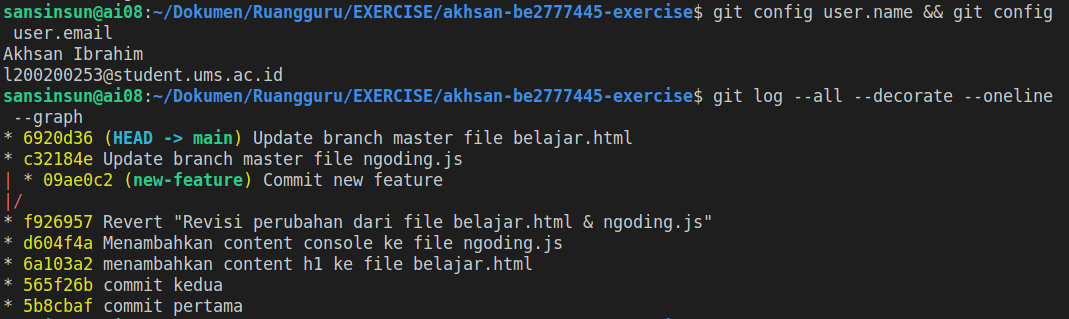 sansinsun@ai08:~/Dokumen/Ruangguru/EXERCISE/akhsan-be2777445-exercise$ git config user.name && git config
 user.email
Akhsan Ibrahim
l200200253@student.ums.ac.id
sansinsun@ai08:~/Dokumen/Ruangguru/EXERCISE/akhsan-be2777445-exercise$ git log --all --decorate --oneline
 --graph
* 6920d36 (HEAD -> main) Update branch master file belajar.html
* c32184e Update branch master file ngoding.js
| * 09ae0c2 (new-feature) Commit new feature
|/
* f926957 Revert "Revisi perubahan dari file belajar.html & ngoding.js"
* d604f4a Menambahkan content console ke file ngoding.js
* 6a103a2 menambahkan content h1 ke file belajar.html
* 565f26b commit kedua
* 5b8cbaf commit pertama